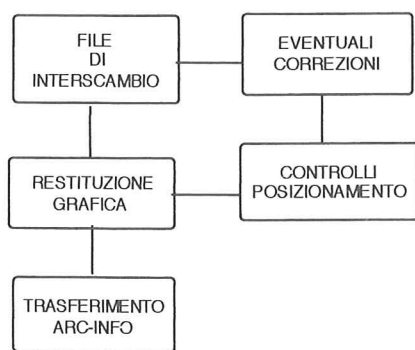 FILE
DI
INTERSCAMBIO
EVENTUALI
CORREZIONI
RESTITUZIONE
GRAFICA
CONTROLLI
POSIZIONAMENTO
TRASFERIMENTO
ARC-INFO